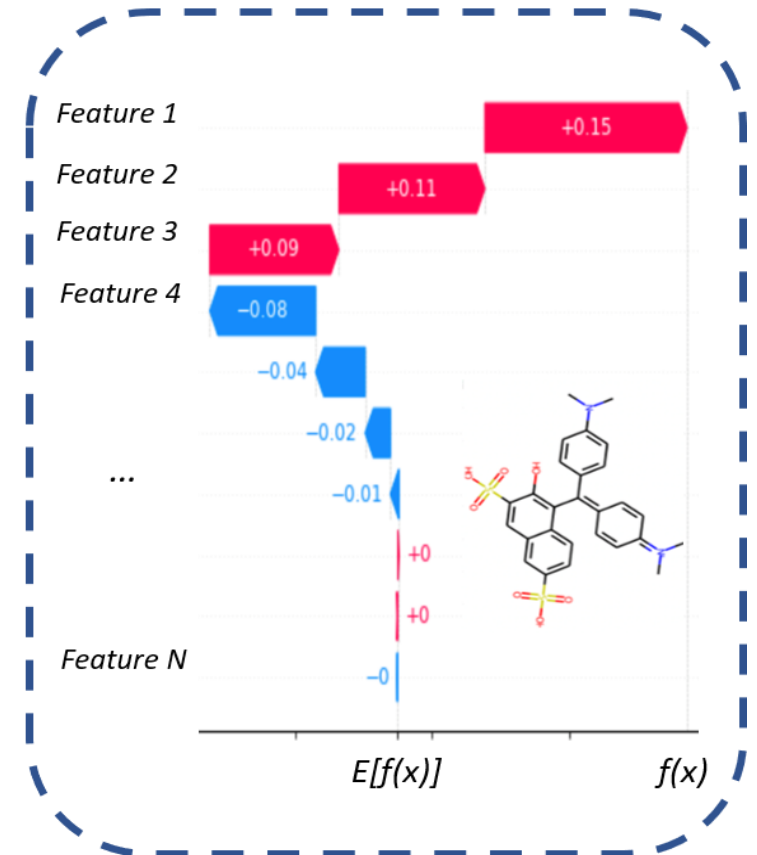 Feature 1
+0.15
Feature 2
+0.11
Feature 3
+0.09
Feature 4
−0.08
−0.04
−0.02
...
−0.01
+0
+0
Feature N
−0
E[f(x)]
f(x)